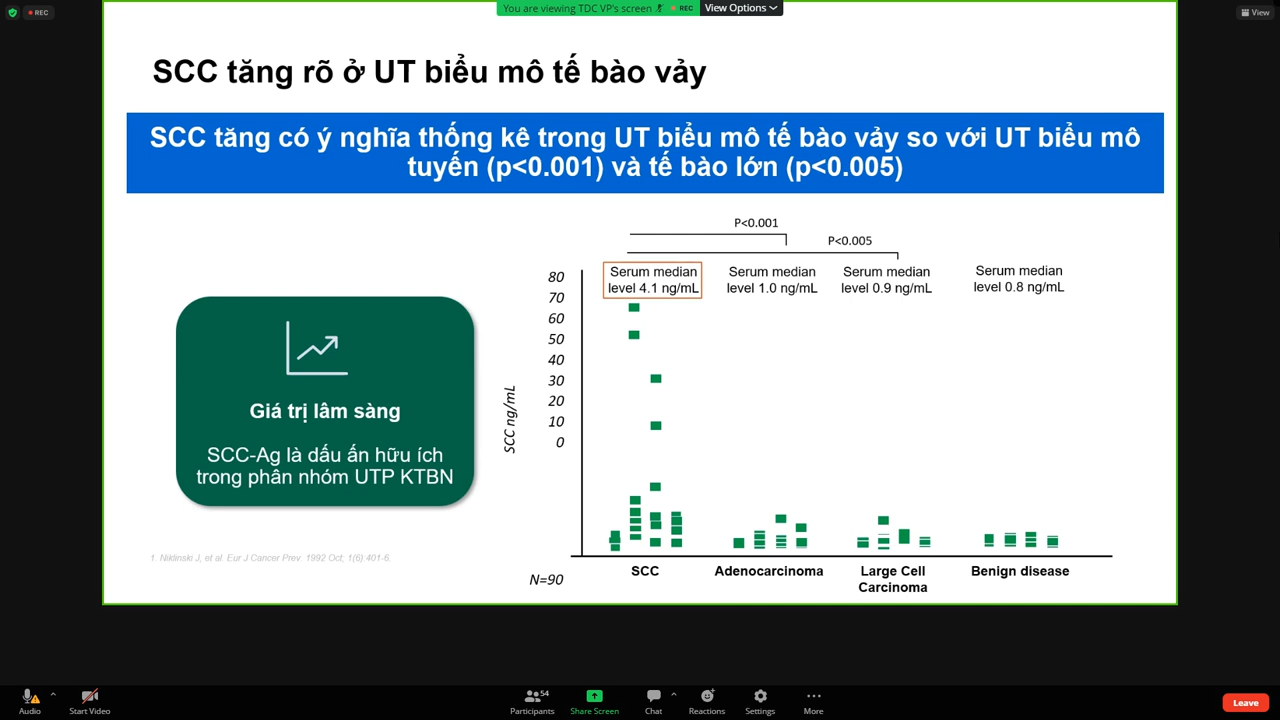 REC
You are viewing TDC VP's screen
REC
View Options
View
SCC tăng rõ ở UT biểu mô tế bào vảy
SCC tăng có ý nghĩa thống kê trong UT biểu mô tế bào vảy so với UT biểu mô
tuyến (p<0.001) và tế bào lớn (p<0.005)
Giá trị lâm sàng
SCC-Ag là dấu ấn hữu ích
trong phân nhóm UTP KTBN
1. Niklinski J, et al. Eur J Cancer Prev. 1992 Oct; 1(6):401-6.
P<0.001
P<0.005
Serum median
level 4.1 ng/mL
Serum median
level 1.0 ng/mL
Serum median
level 0.9 ng/mL
Serum median
level 0.8 ng/mL
SCC ng/mL
80
70
60
50
40
30
20
10
0
N=90
SCC
Adenocarcinoma
Large Cell
Carcinoma
Benign disease
Audio
Start Video
54
Participants
Share Screen
Chat
Reactions
Settings
More
Leave